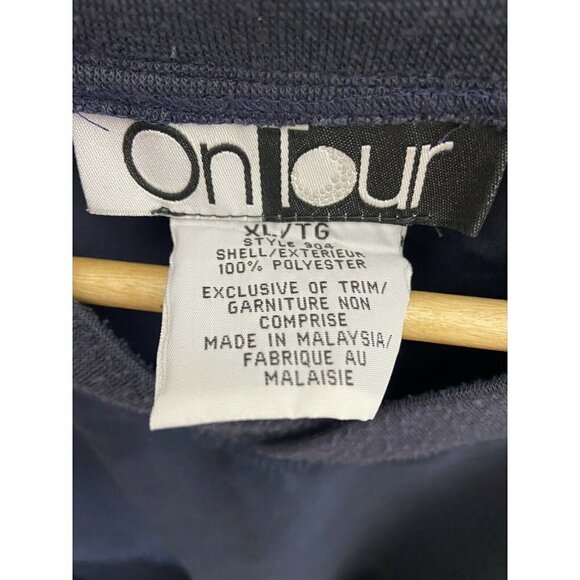 OnTour
XL/TG
STYLE 904
SHELL/EXTERIEUR
100% POLYESTER
EXCLUSIVE OF TRIM/
GARNITURE NON
COMPRISE
MADE IN MALAYSIA/
FABRIQUE AU
MALAISIE